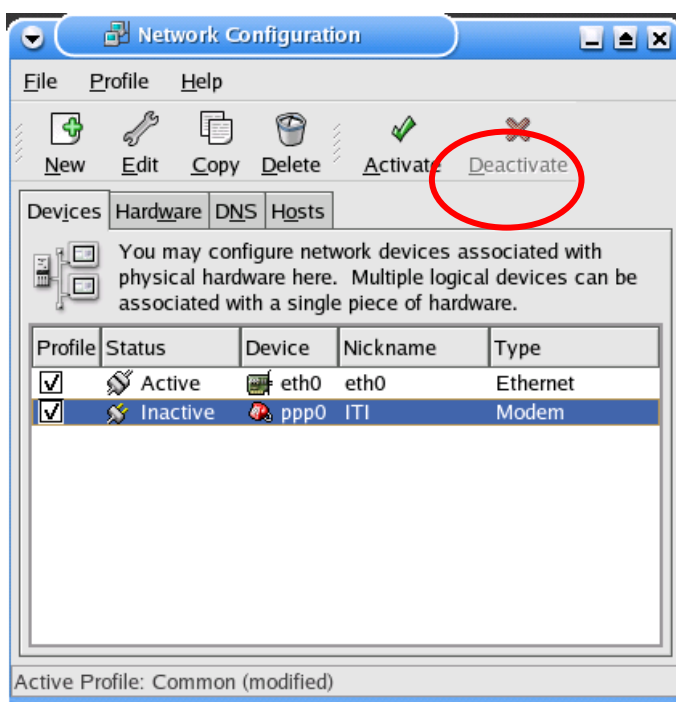 Network Configuration
File Profile Help
New Edit Copy Delete Activate Deactivate
Devices Hardware DNS Hosts
You may configure network devices associated with
physical hardware here. Multiple logical devices can be
associated with a single piece of hardware.
Profile Status Device Nickname Type
Active eth0 eth0 Ethernet
Inactive ppp0 ITI Modem
Active Profile: Common (modified)